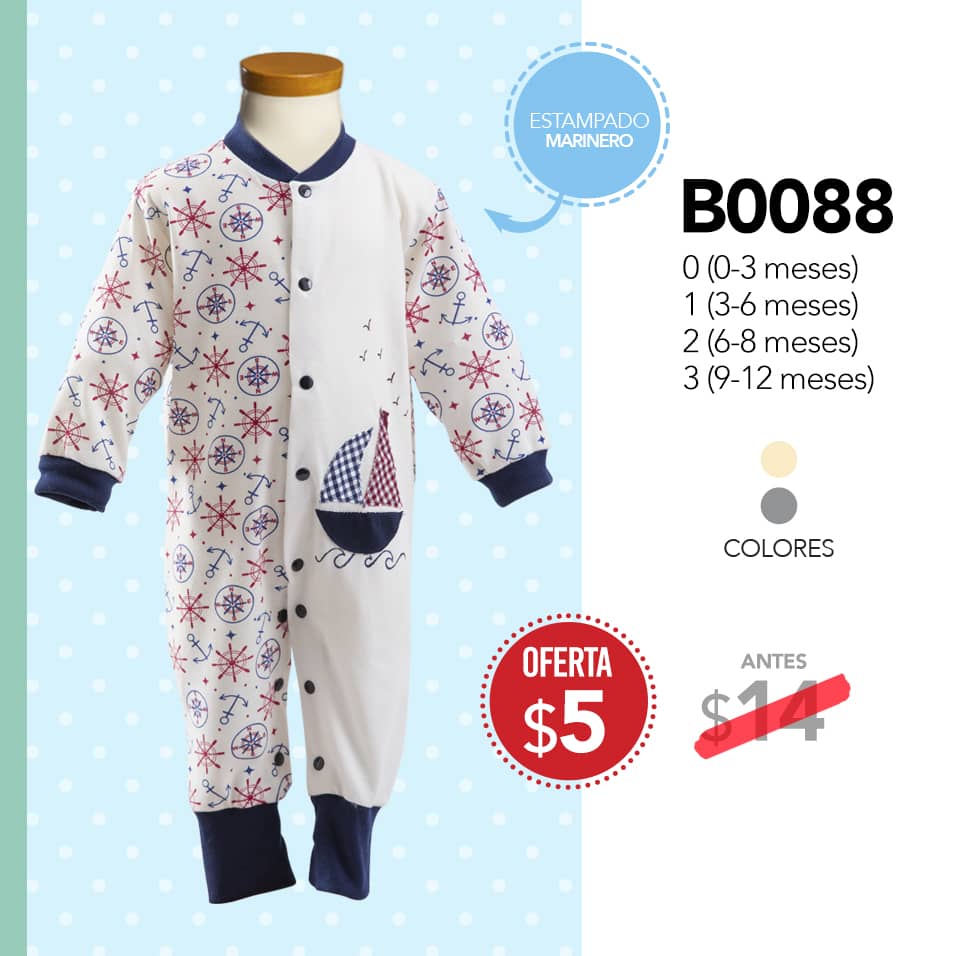 ESTAMPADO
MARINERO
B0088
0 (0-3 meses)
1 (3-6 meses)
2 (6-8 meses)
3 (9-12 meses)
COLORES
OFERTA
$5
ANTES
$14